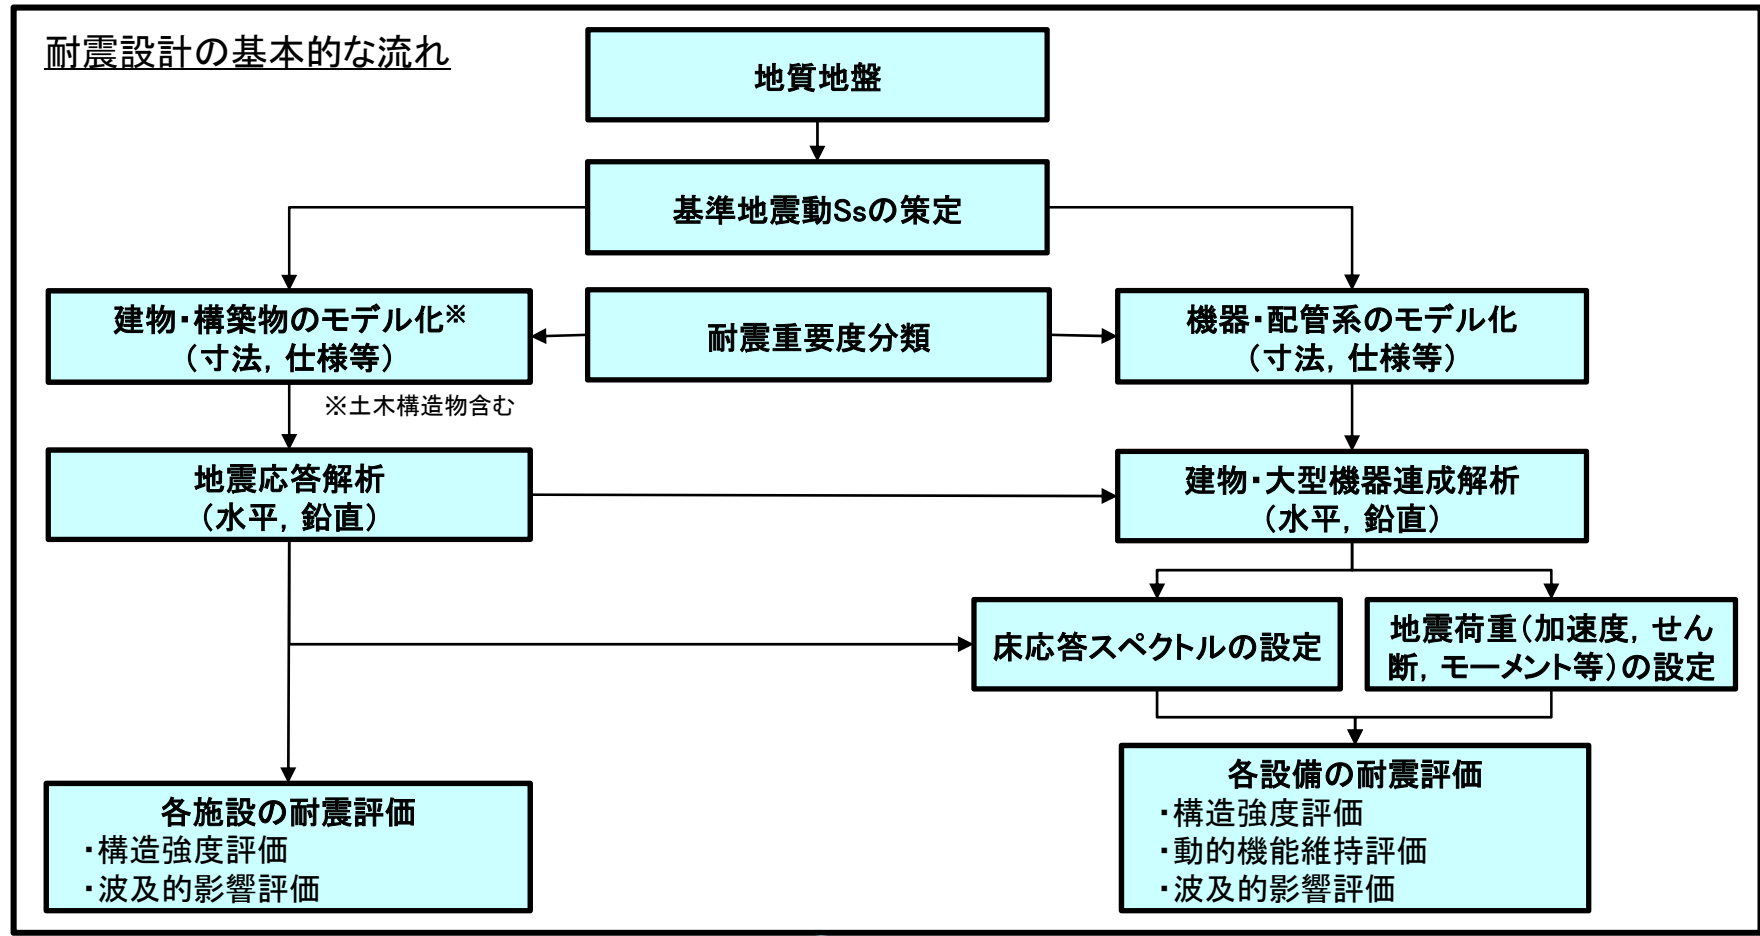 耐震設計の基本的な流れ
地質地盤
基準地震動Ssの策定
建物・構築物のモデル化※
（寸法，仕様等）
※土木構造物含む
耐震重要度分類
機器・配管系のモデル化
（寸法，仕様等）
地震応答解析
（水平，鉛直）
建物・大型機器連成解析
（水平，鉛直）
床応答スペクトルの設定
地震荷重（加速度，せん
断，モーメント等）の設定
各施設の耐震評価
・構造強度評価
・波及的影響評価
各設備の耐震評価
・構造強度評価
・動的機能維持評価
・波及的影響評価